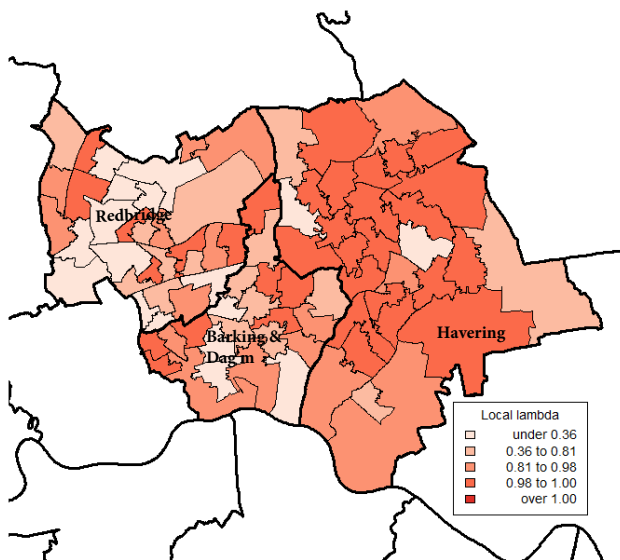 Redbridge
Barking &
Dag'm
Havering
Local lambda
under 0.36
0.36 to 0.81
0.81 to 0.98
0.98 to 1.00
over 1.00